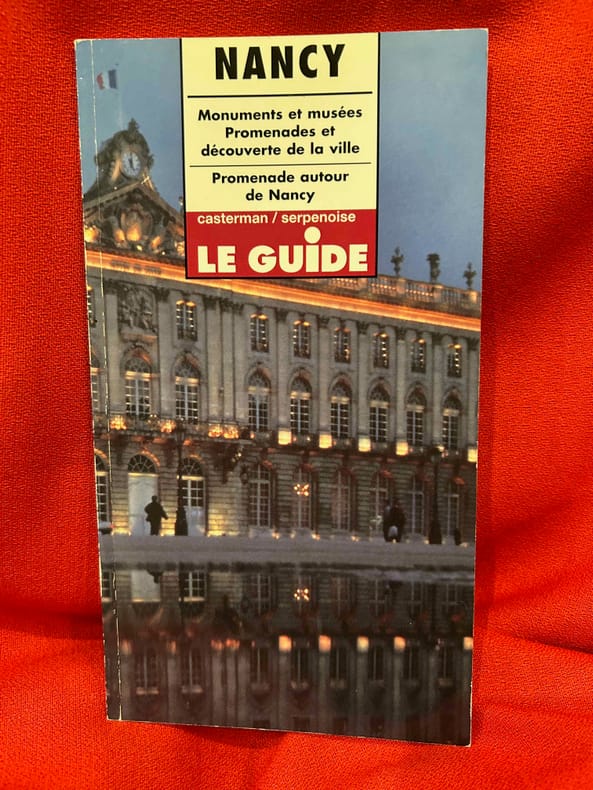 NANCY
Monuments et musées
Promenades et
découverte de la ville
Promenade autour
de Nancy
casterman / serpenoise
LE GUiDE